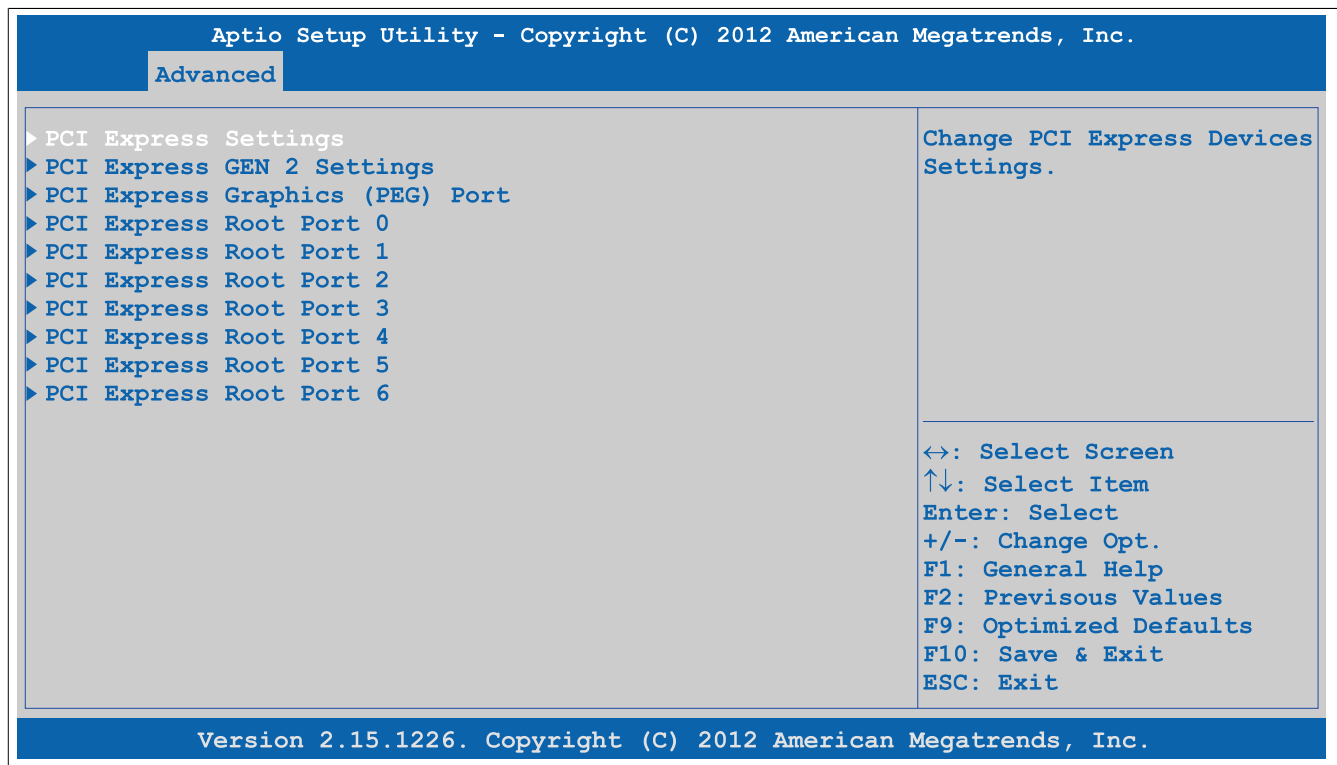 Aptio Setup Utility - Copyright (C) 2012 American Megatrends, Inc.
Advanced
PCI Express Settings
PCI Express GEN 2 Settings
PCI Express Graphics (PEG) Port
PCI Express Root Port 0
PCI Express Root Port 1
PCI Express Root Port 2
PCI Express Root Port 3
PCI Express Root Port 4
PCI Express Root Port 5
PCI Express Root Port 6
Change PCI Express Devices
Settings.
↔: Select Screen
↑↓: Select Item
Enter: Select
+/-: Change Opt.
F1: General Help
F2: Previsous Values
F9: Optimized Defaults
F10: Save & Exit
ESC: Exit
Version 2.15.1226. Copyright (C) 2012 American Megatrends, Inc.